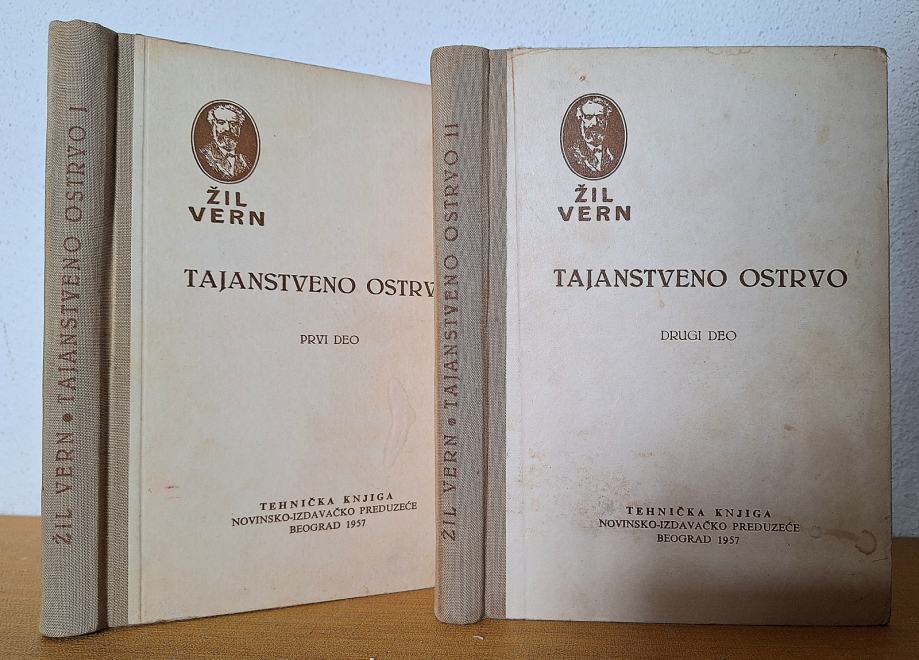 ŽIL VERN • TAJANSTVENO OSTRVO I
ŽIL
VERN
TAJANSTVENO OSTRV
PRVI DEO
TEHNIČKA KNJIGA
NOVINSKO-IZDAVAČKO PREDUZEĆE
BEOGRAD 1957
ŽIL VERN • TAJANSTVENO OSTRVO II
ŽIL
VERN
TAJANSTVENO OSTRVO
DRUGI DEO
TEHNIČKA KNJIGA
NOVINSKO-IZDAVAČKO PREDUZEĆE
BEOGRAD 1957